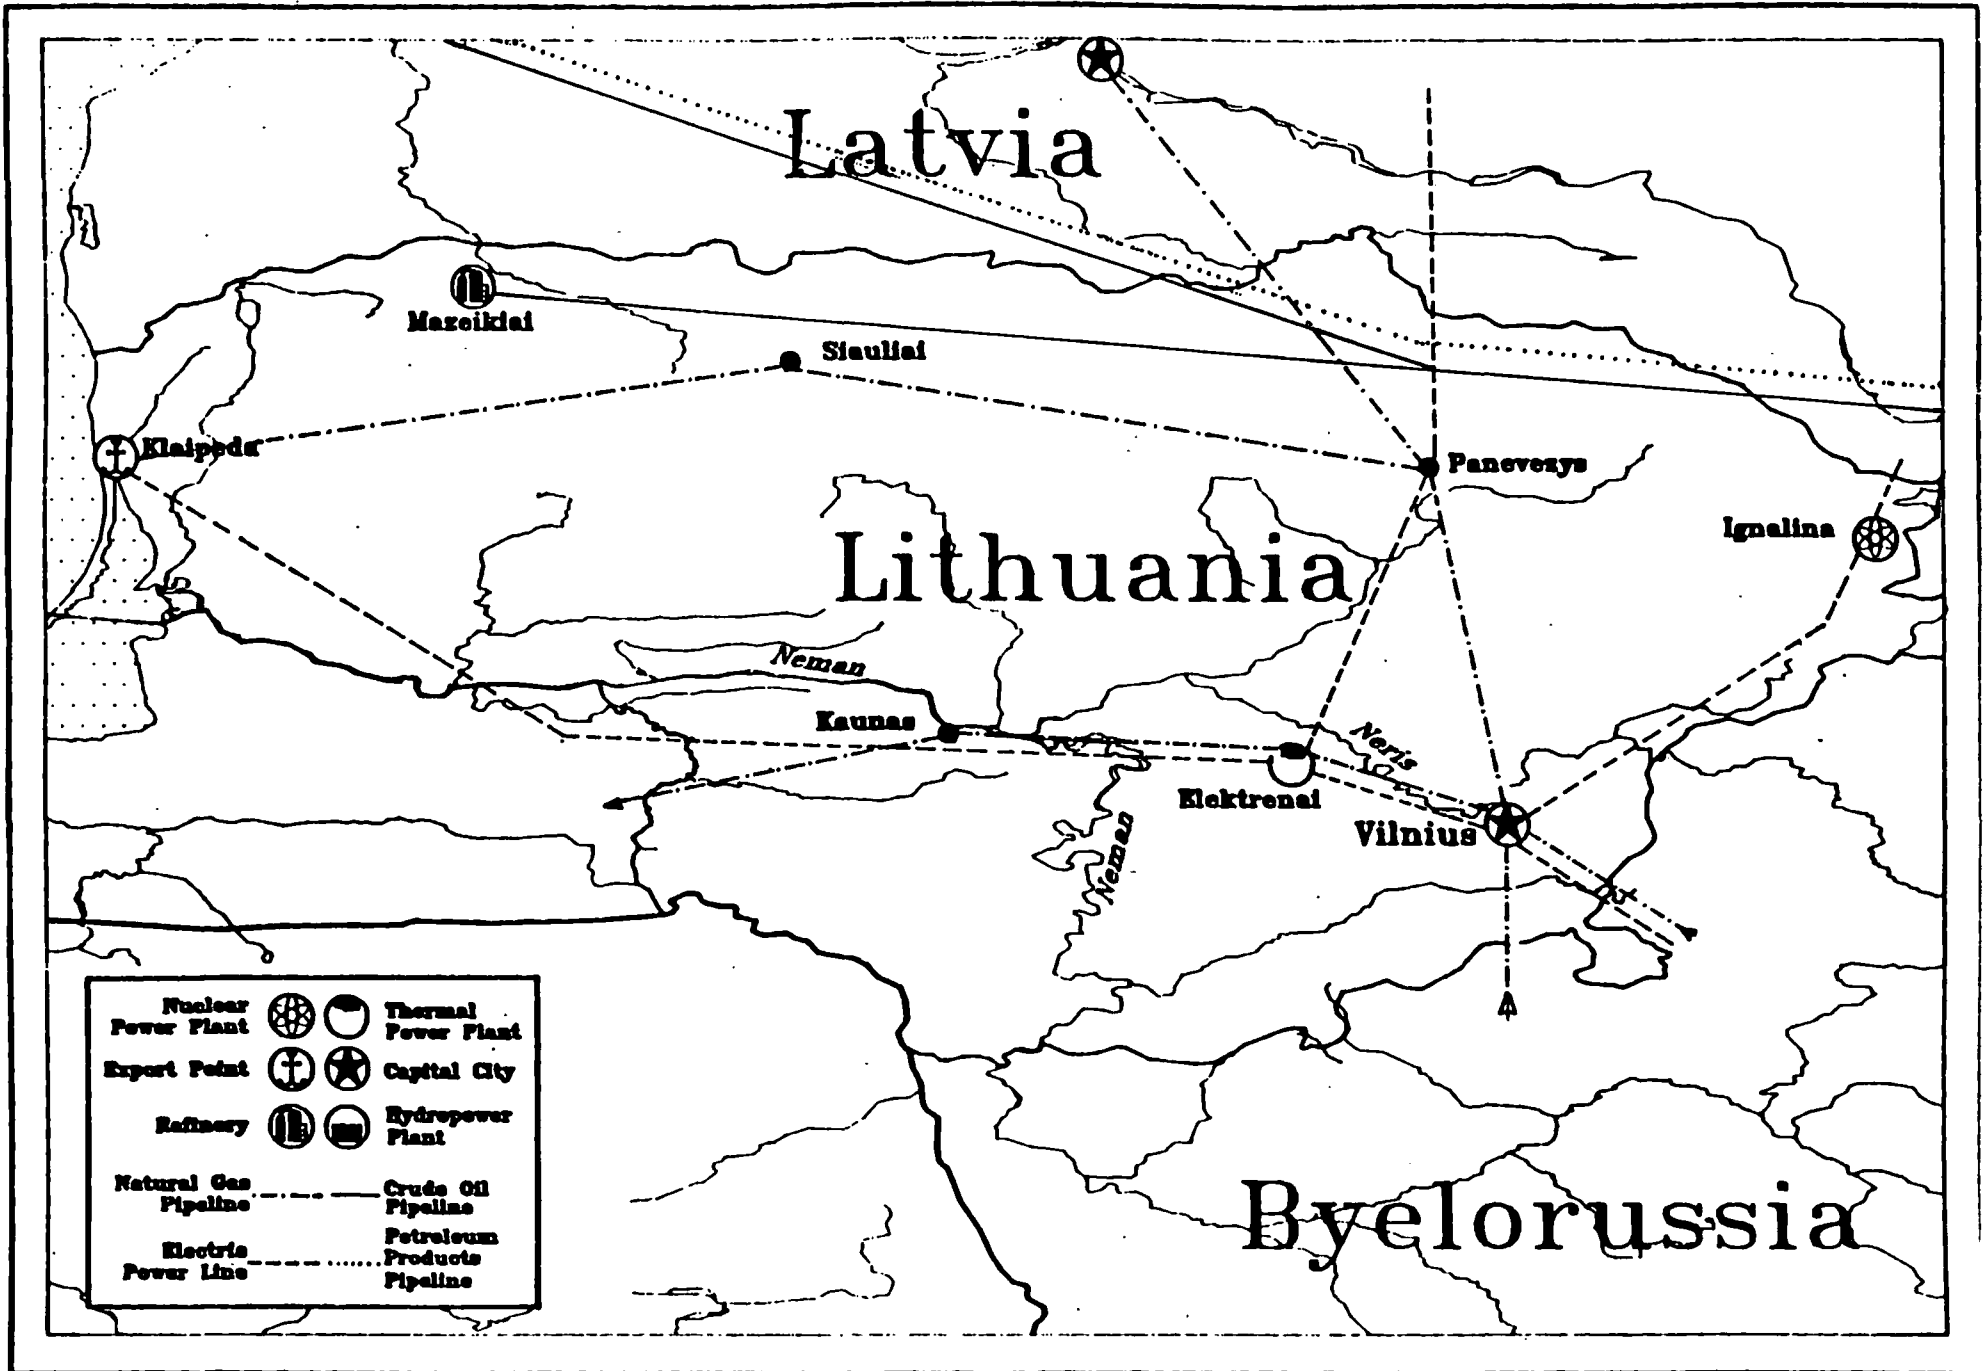 Latvia
Mazeikiai
Siauliai
Klaipeda
Panevezys
Ignalina
Lithuania
Neman
Kaunas
Neris
Elektrenai
Vilnius
Neman
Byelorussia
Nuclear
Power Plant
Thermal
Power Plant
Export Point
Capital City
Refinery
Hydropower
Plant
Natural Gas
Pipeline
Crude Oil
Pipeline
Electric
Power Line
Petroleum
Products
Pipeline